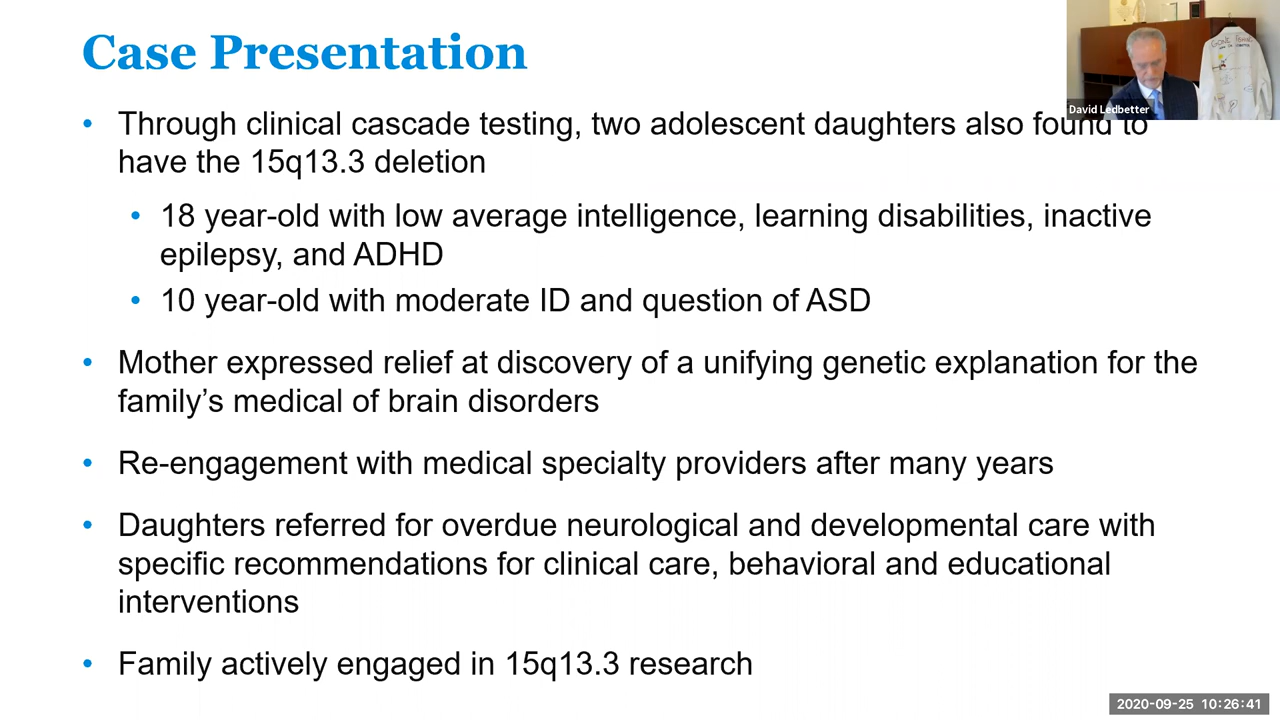 Case Presentation
• Through clinical cascade testing, two adolescent daughters also found to
have the 15q13.3 deletion
• 18 year-old with low average intelligence, learning disabilities, inactive
epilepsy, and ADHD
• 10 year-old with moderate ID and question of ASD
• Mother expressed relief at discovery of a unifying genetic explanation for the
family’s medical of brain disorders
• Re-engagement with medical specialty providers after many years
• Daughters referred for overdue neurological and developmental care with
specific recommendations for clinical care, behavioral and educational
interventions
• Family actively engaged in 15q13.3 research
David Ledbetter
2020-09-25 10:26:41